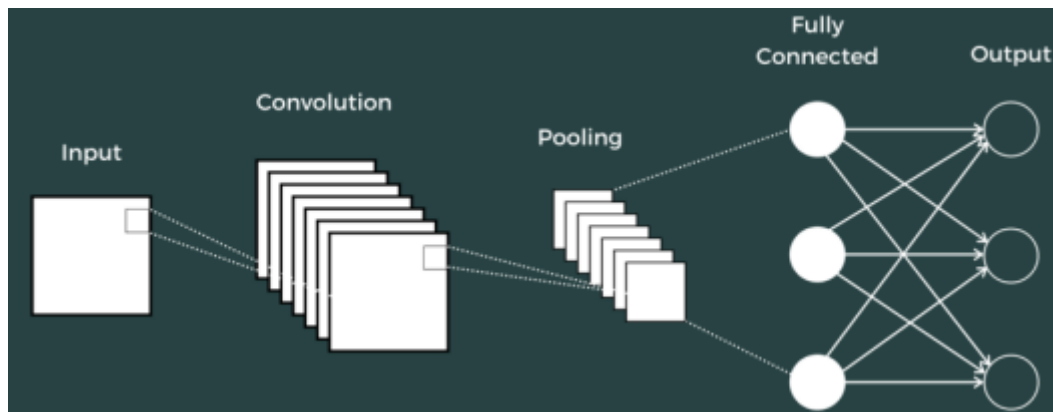 Input
Convolution
Pooling
Fully
Connected
Output